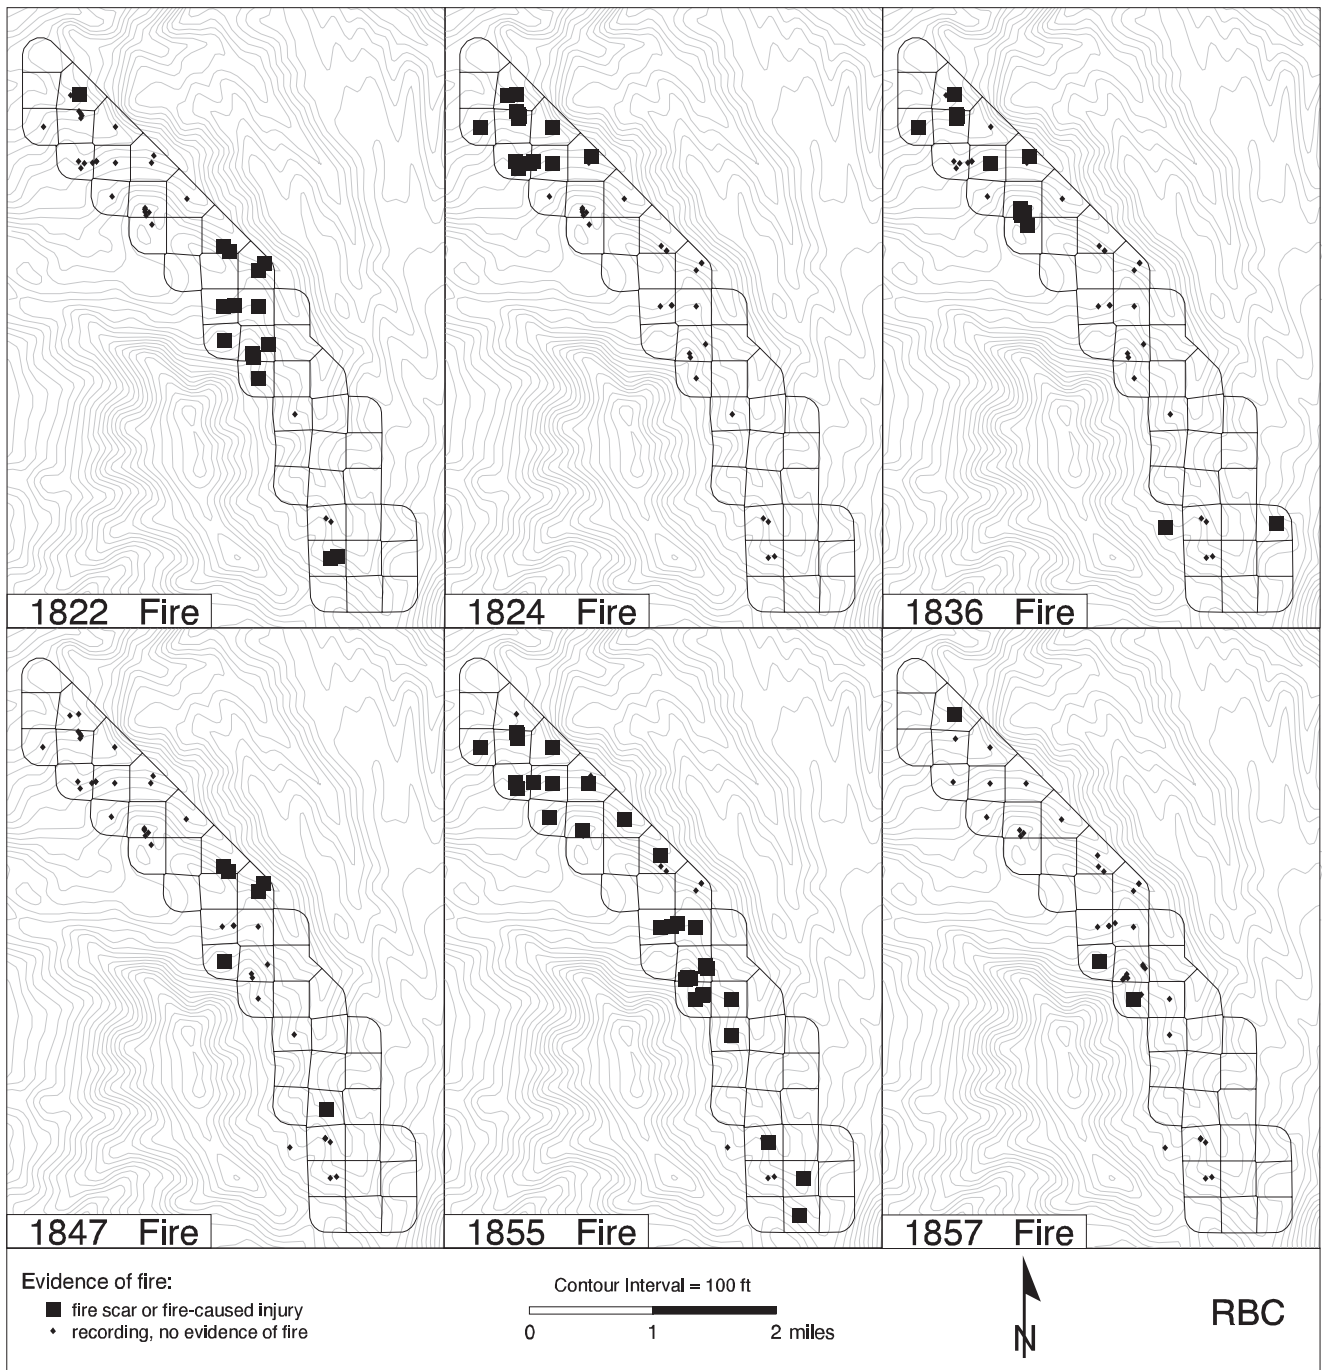 1822 Fire
1824 Fire
1836 Fire
1847 Fire
1855 Fire
1857 Fire
Evidence of fire:
fire scar or fire-caused injury
recording, no evidence of fire
Contour Interval = 100 ft
0 1 2 miles
N
RBC